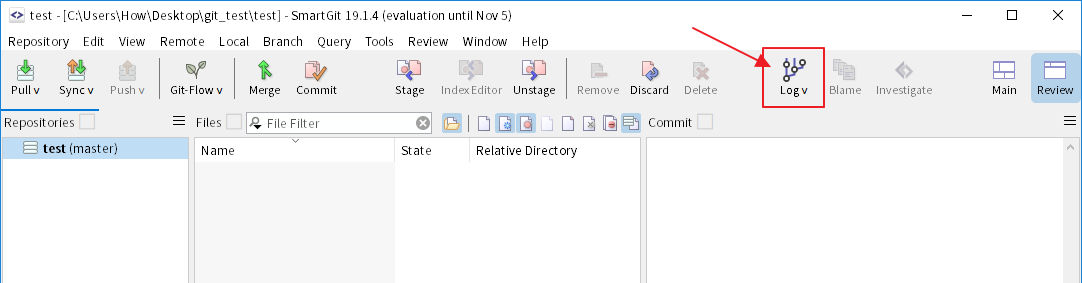 test - [C:\Users\How\Desktop\git_test\test] - SmartGit 19.1.4 (evaluation until Nov 5)
Repository Edit View Remote Local Branch Query Tools Review Window Help
Pull v Sync v Push v Git-Flow v Merge Commit Stage Index Editor Unstage Remove Discard Delete Log v Blame Investigate Main Review
Repositories Files File Filter Commit
test (master) Name State Relative Directory